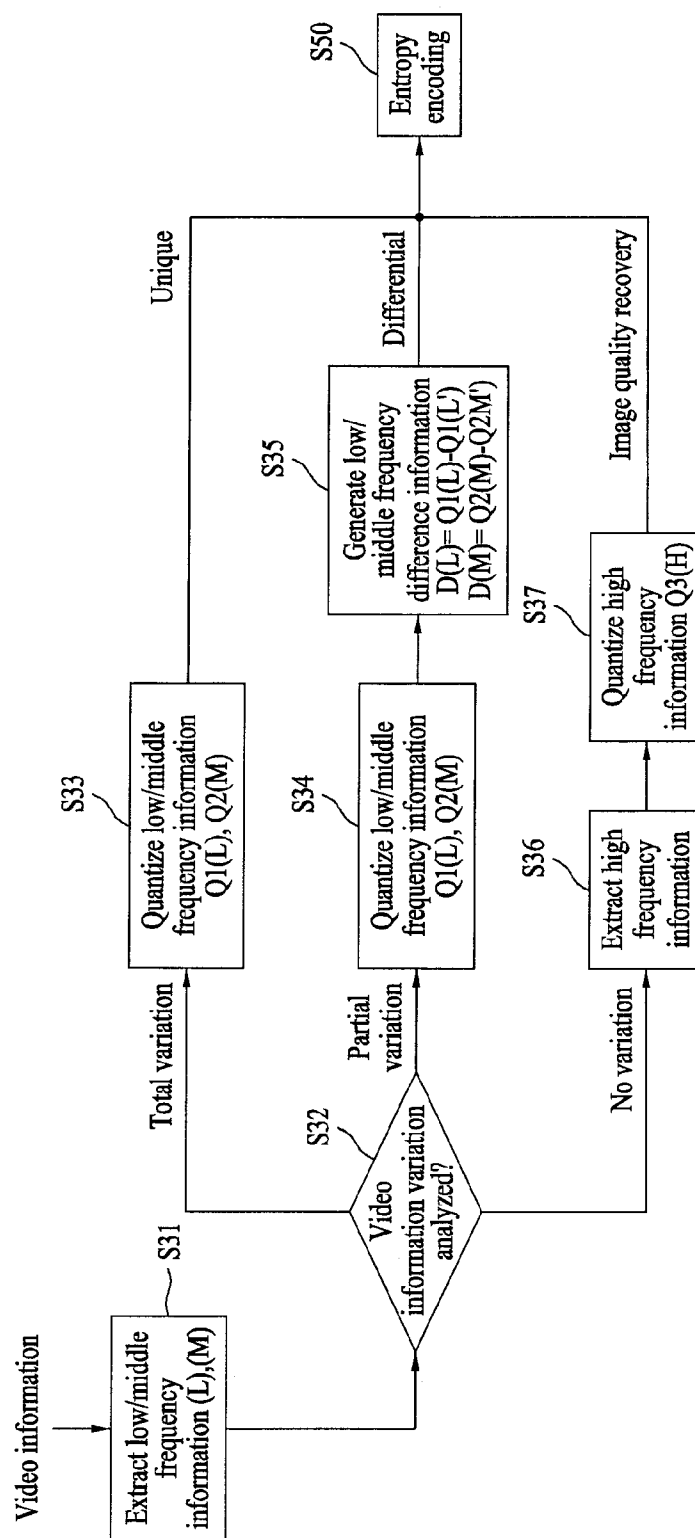 Video information
S31
Extract low/middle
frequency
information (L),(M)
S32
Video
information variation
analyzed?
Total variation
Partial
variation
No variation
S33
Quantize low/middle
frequency information
Q1(L), Q2(M)
Unique
S34
Quantize low/middle
frequency information
Q1(L), Q2(M)
S35
Generate low/
middle frequency
difference information
D(L)= Q1(L)-Q1(L')
D(M)= Q2(M)-Q2M')
Differential
S36
Extract high
frequency
information
S37
Quantize high
frequency
information Q3(H)
Image quality recovery
S50
Entropy
encoding